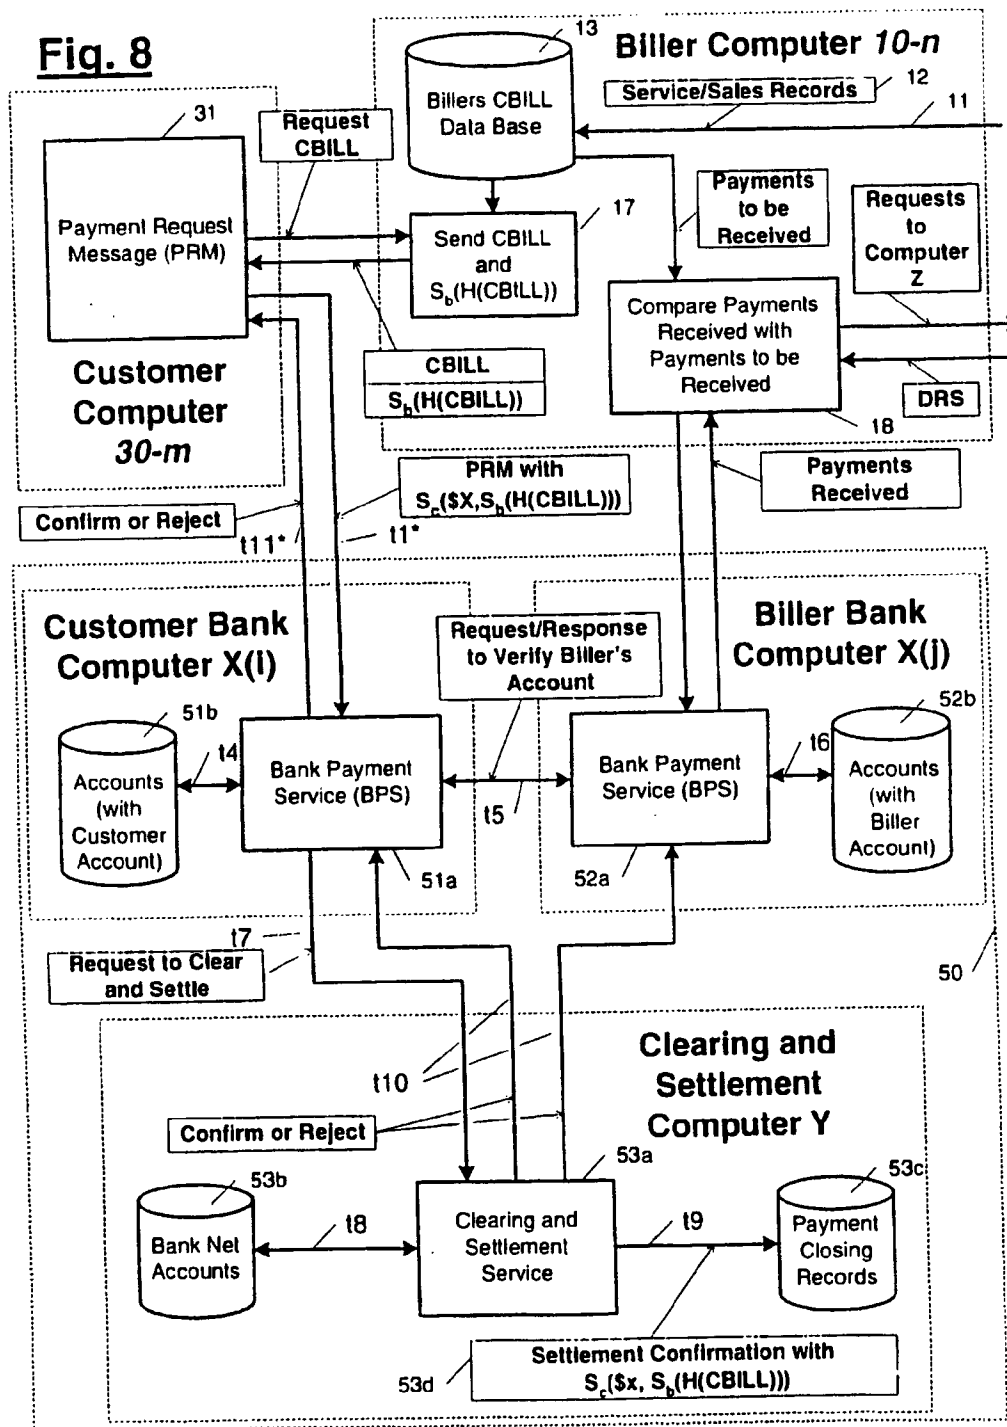 Fig. 8
13
Biller Computer 10-n
Billers CBILL
Data Base
Service/Sales Records
12
11
31
Request
CBILL
Payment Request
Message (PRM)
Send CBILL
and
S_b(H(CBILL))
17
Payments
to be
Received
Requests
to
Computer
Z
Compare Payments
Received with
Payments to be
Received
Customer
Computer
30-m
CBILL
S_b(H(CBILL))
DRS
18
Confirm or Reject
t11*
PRM with
S_c($X,S_b(H(CBILL)))
t1*
Payments
Received
Customer Bank
Computer X(i)
Request/Response
to Verify Biller's
Account
Biller Bank
Computer X(j)
51b
t4
Accounts
(with
Customer
Account)
Bank Payment
Service (BPS)
t5
Bank Payment
Service (BPS)
t6
52b
Accounts
(with
Biller
Account)
51a
52a
t7
Request to Clear
and Settle
50
t10
Clearing and
Settlement
Computer Y
Confirm or Reject
53b
Bank Net
Accounts
t8
53a
Clearing and
Settlement
Service
t9
53c
Payment
Closing
Records
53d
Settlement Confirmation with
S_c($x, S_b(H(CBILL)))